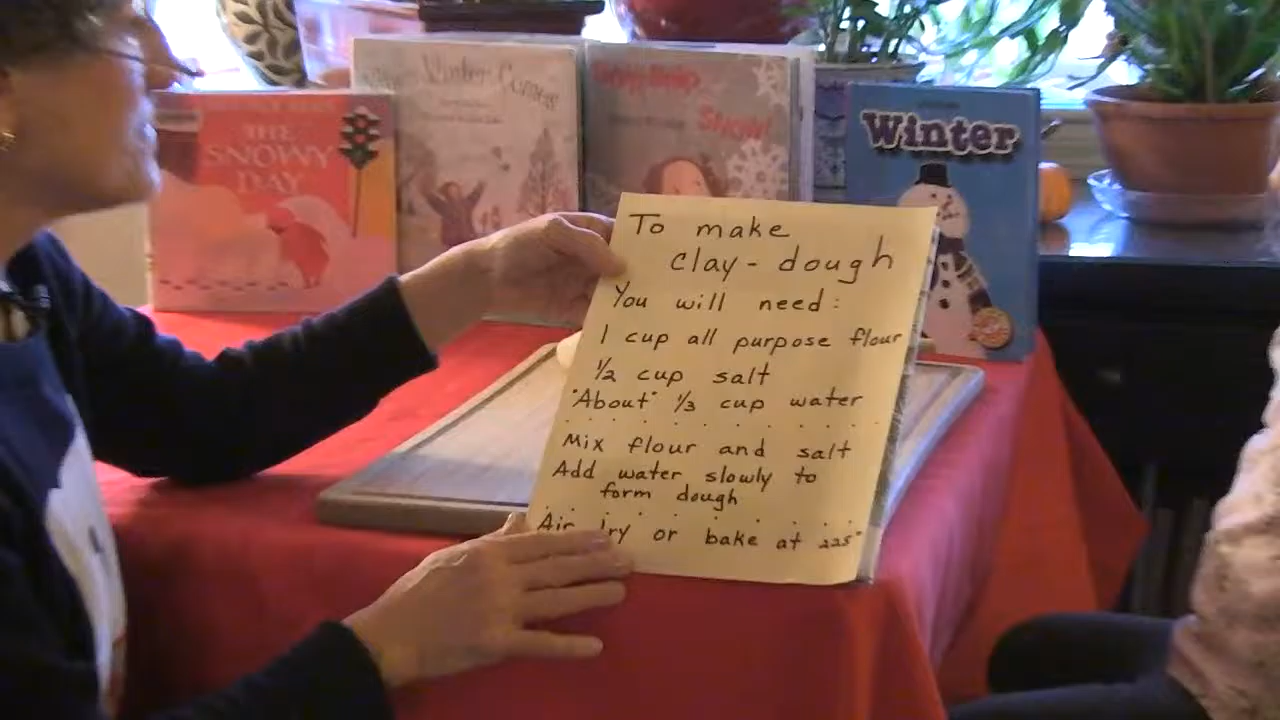 THE
SNOWY
DAY
Winter Comes
Snow!
Winter
To make
clay-dough
You will need:
1 cup all purpose flour
1/2 cup salt
"About" 1/3 cup water
Mix flour and salt
Add water slowly to
form dough
Air dry or bake at 225°